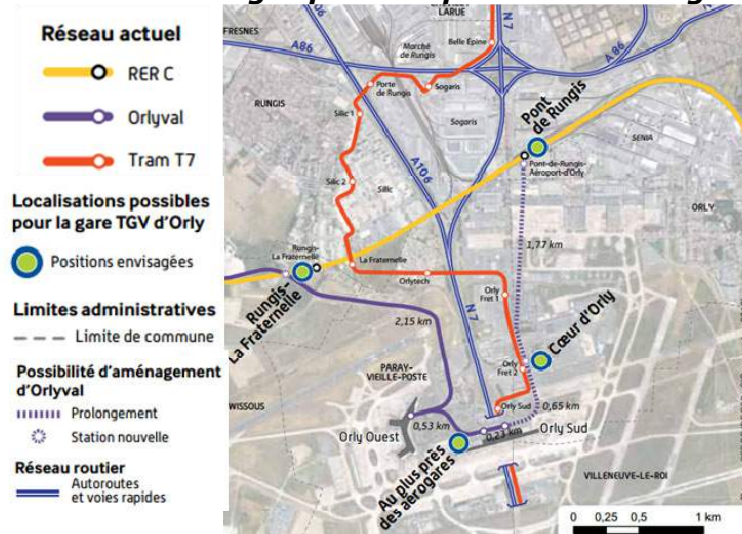 Réseau actuel
RER C
Orlyval
Tram T7
Localisations possibles
pour la gare TGV d'Orly
Positions envisagées
Limites administratives
Limite de commune
Possibilité d'aménagement
d'Orlyval
Prolongement
Station nouvelle
Réseau routier
Autoroutes
et voies rapides
FRESNES
LARUE
A106
N 7
A86
Marché
de Rungis
Belle Épine
A 86
Porte
de Rungis
Sogaris
RUNGIS
Silic 1
Sogaris
Pont
de Rungis
SENIA
Pont-de-Rungis-
Aéroport-d'Orly
Silic 2
Silic
A106
ORLY
1,77 km
Rungis-
La Fraternelle
La Fraternelle
Orlytech
Orly
Fret 1
Rungis-
La Fraternelle
2,15 km
N 7
Cœur d'Orly
PARAY-
VIEILLE-POSTE
Orly
Fret 2
WISSOUS
Orly Sud
0,65 km
Orly Ouest
0,53 km
0,23 km
Orly Sud
Au plus près
des aérogares
VILLENEUVE-LE-ROI
0 0,25 0,5 1 km